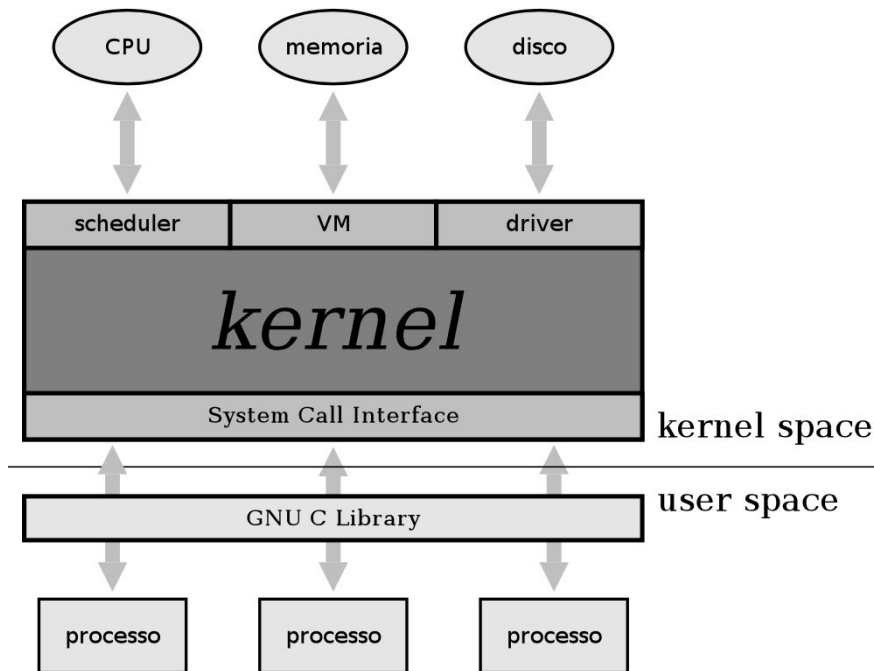 CPU
memoria
disco
scheduler
VM
driver
kernel
System Call Interface
kernel space
user space
GNU C Library
processo
processo
processo